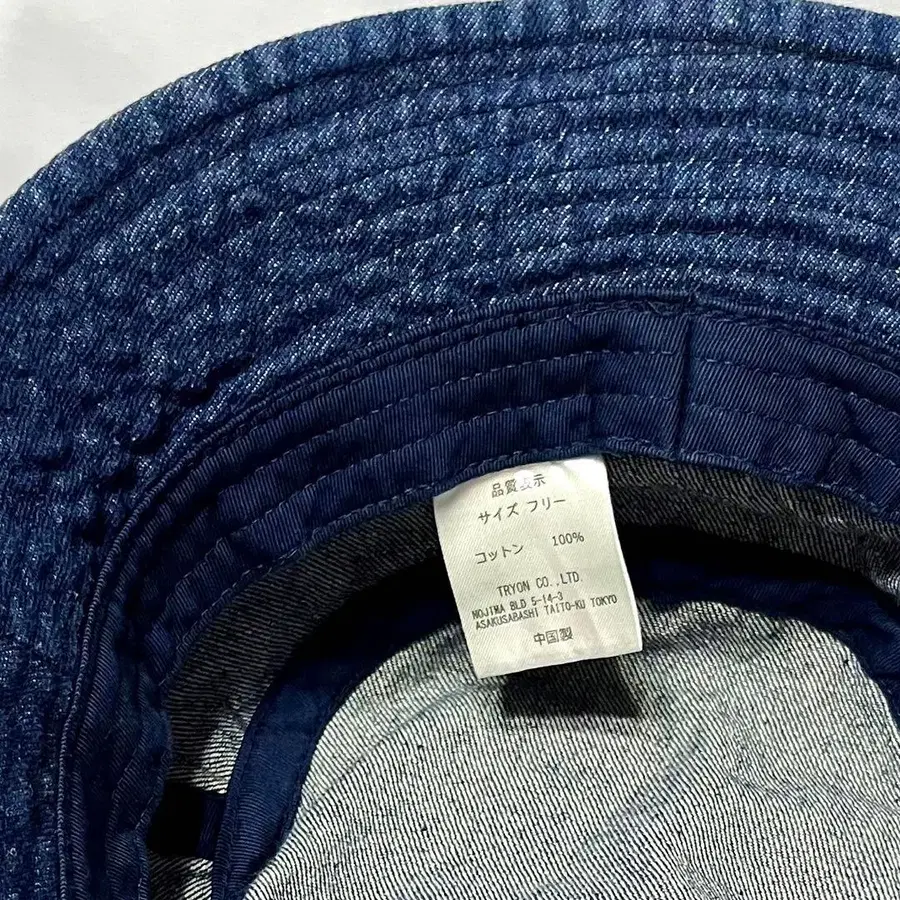 品質表示
サイズ フリー
コットン 100%
TRYON CO.,LTD.
NOJIMA BLD 5-14-3
ASAKUSABASHI TAITO-KU TOKYO
中国製